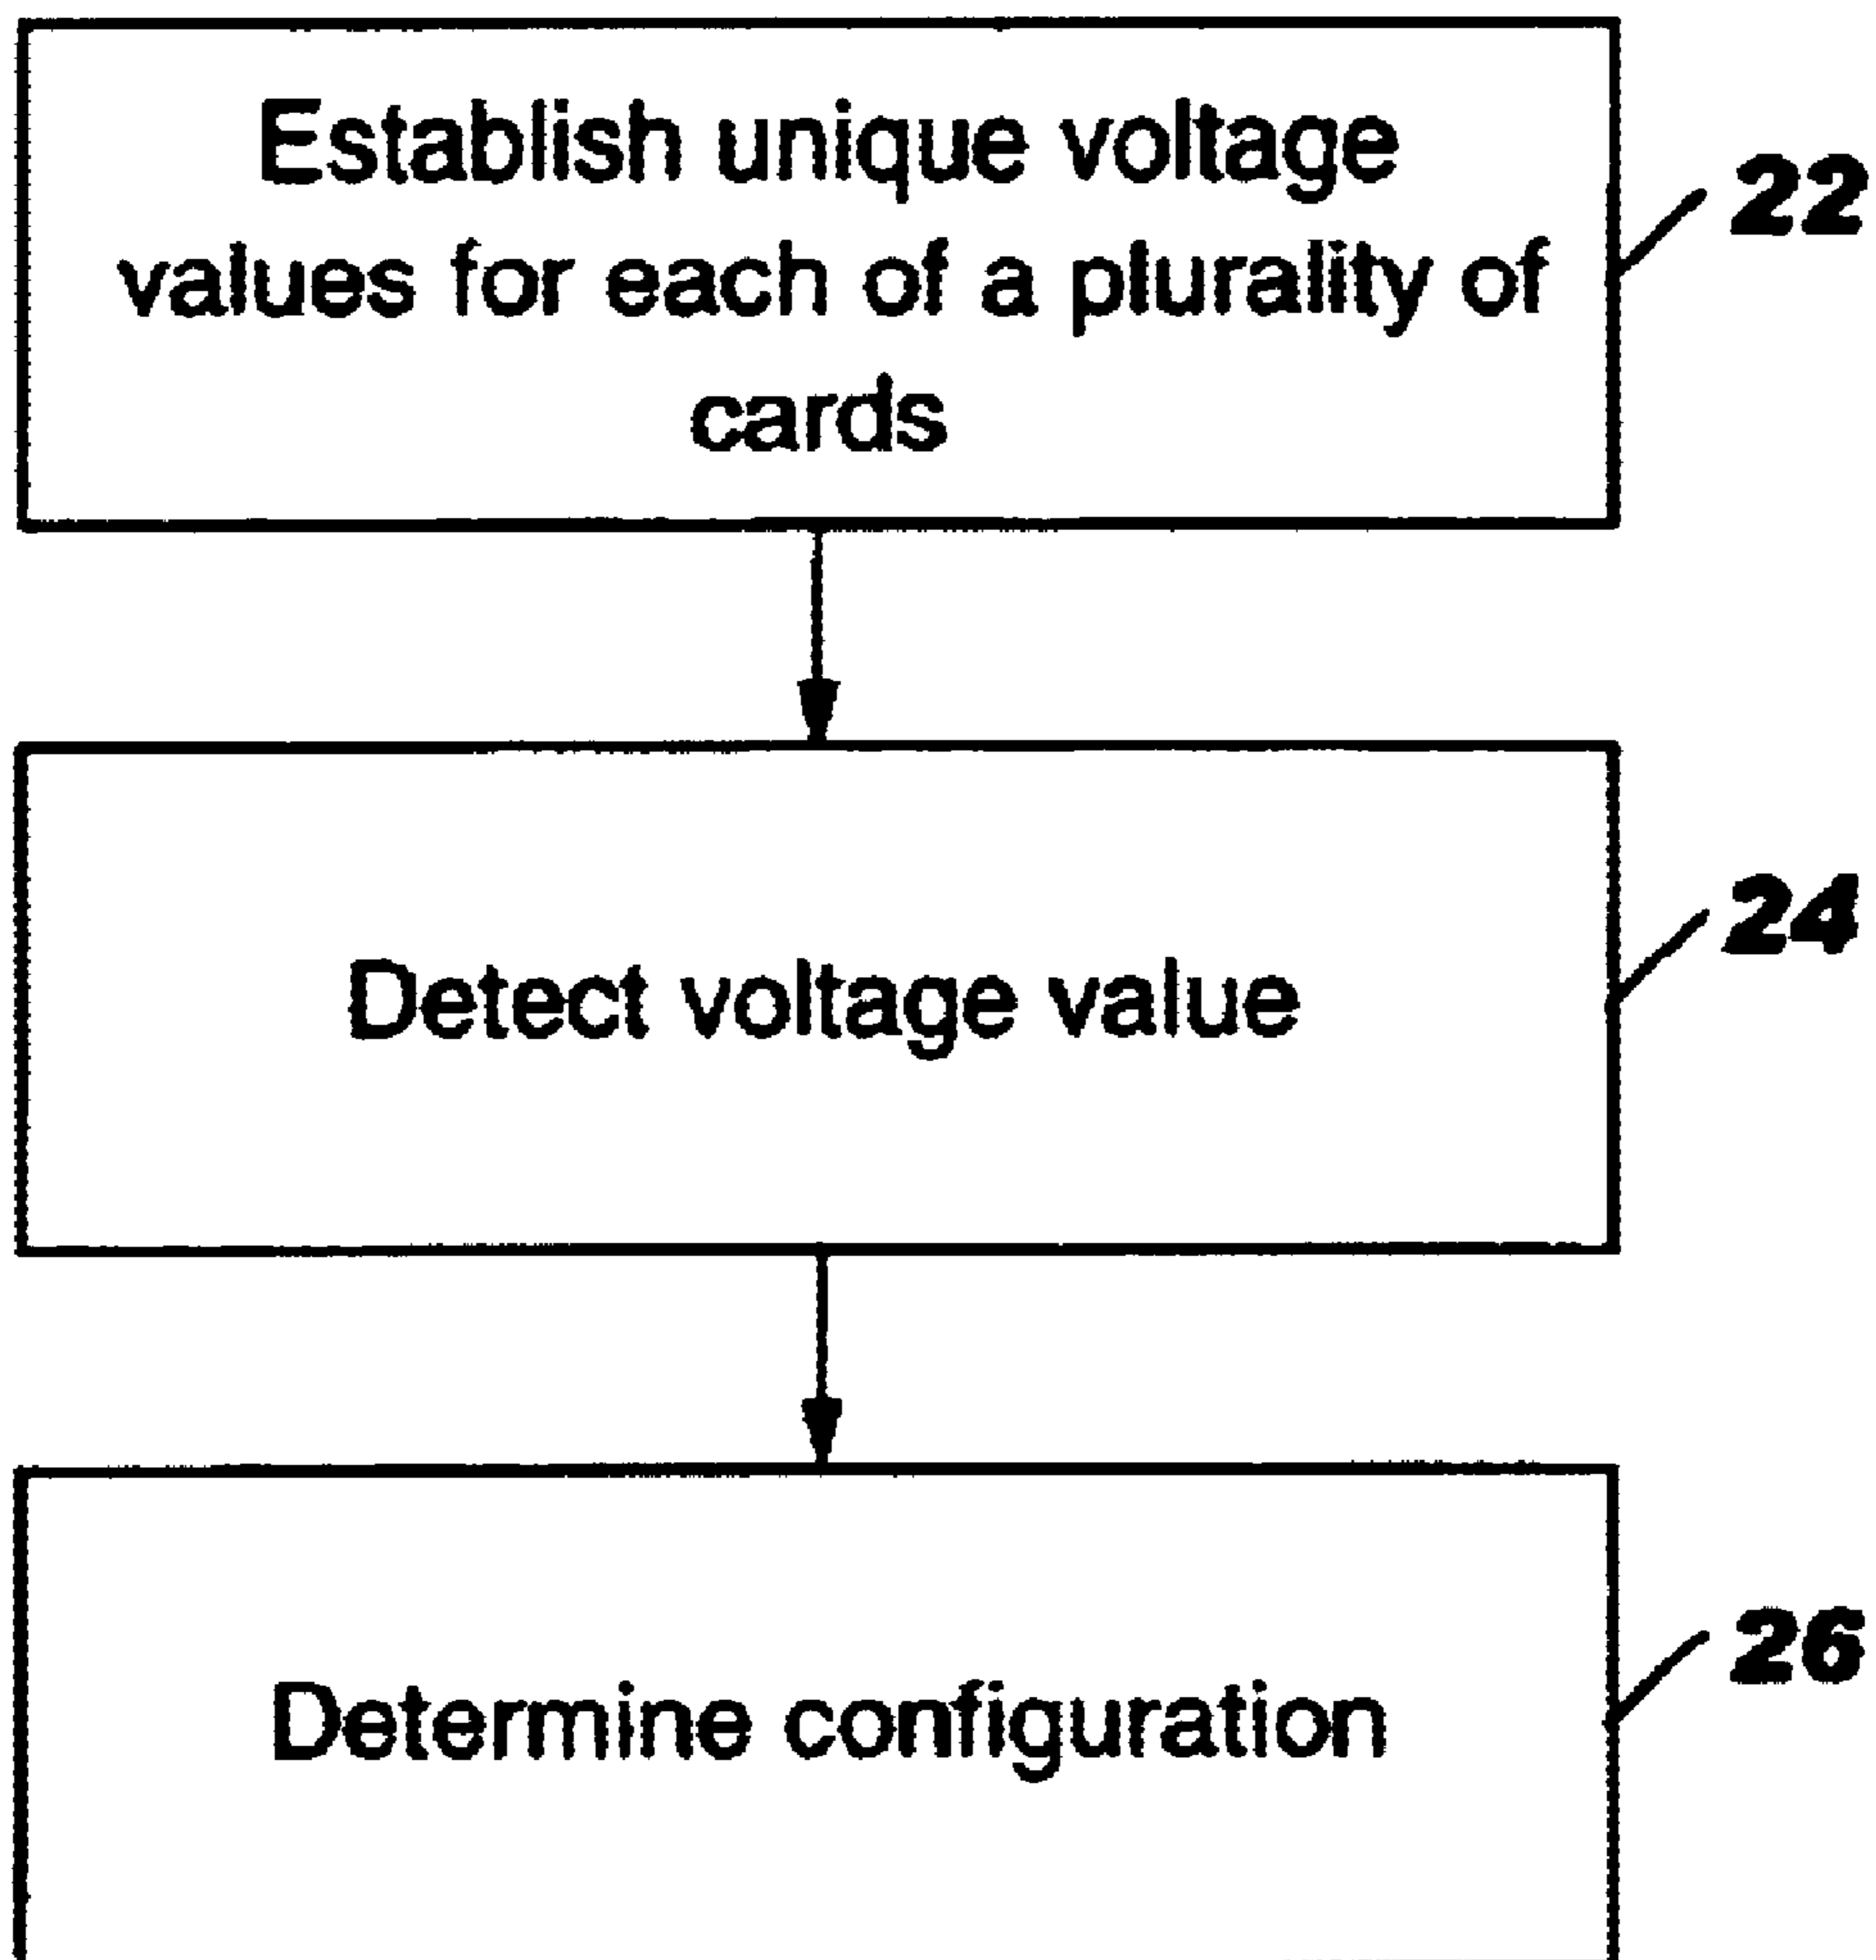 Establish unique voltage
values for each of a plurality of
cards
22
Detect voltage value
24
Determine configuration
26